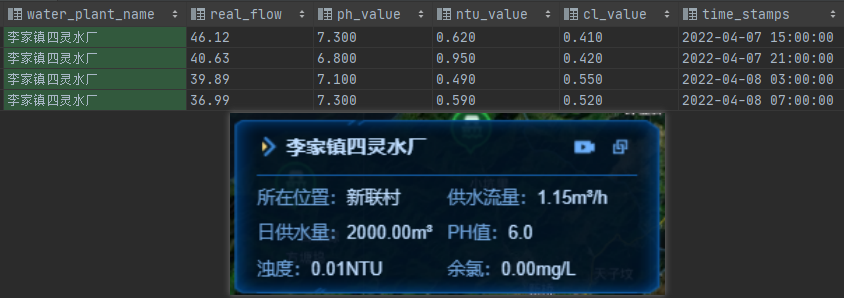 water_plant_name real_flow ph_value ntu_value cl_value time_stamps
李家镇四灵水厂 46.12 7.300 0.620 0.410 2022-04-07 15:00:00
李家镇四灵水厂 40.63 6.800 0.950 0.420 2022-04-07 21:00:00
李家镇四灵水厂 39.89 7.100 0.490 0.550 2022-04-08 03:00:00
李家镇四灵水厂 36.99 7.300 0.590 0.520 2022-04-08 07:00:00
李家镇四灵水厂
所在位置：新联村 供水流量：1.15m³/h
日供水量：2000.00m³ PH值：6.0
浊度：0.01NTU 余氯：0.00mg/L
天子坟